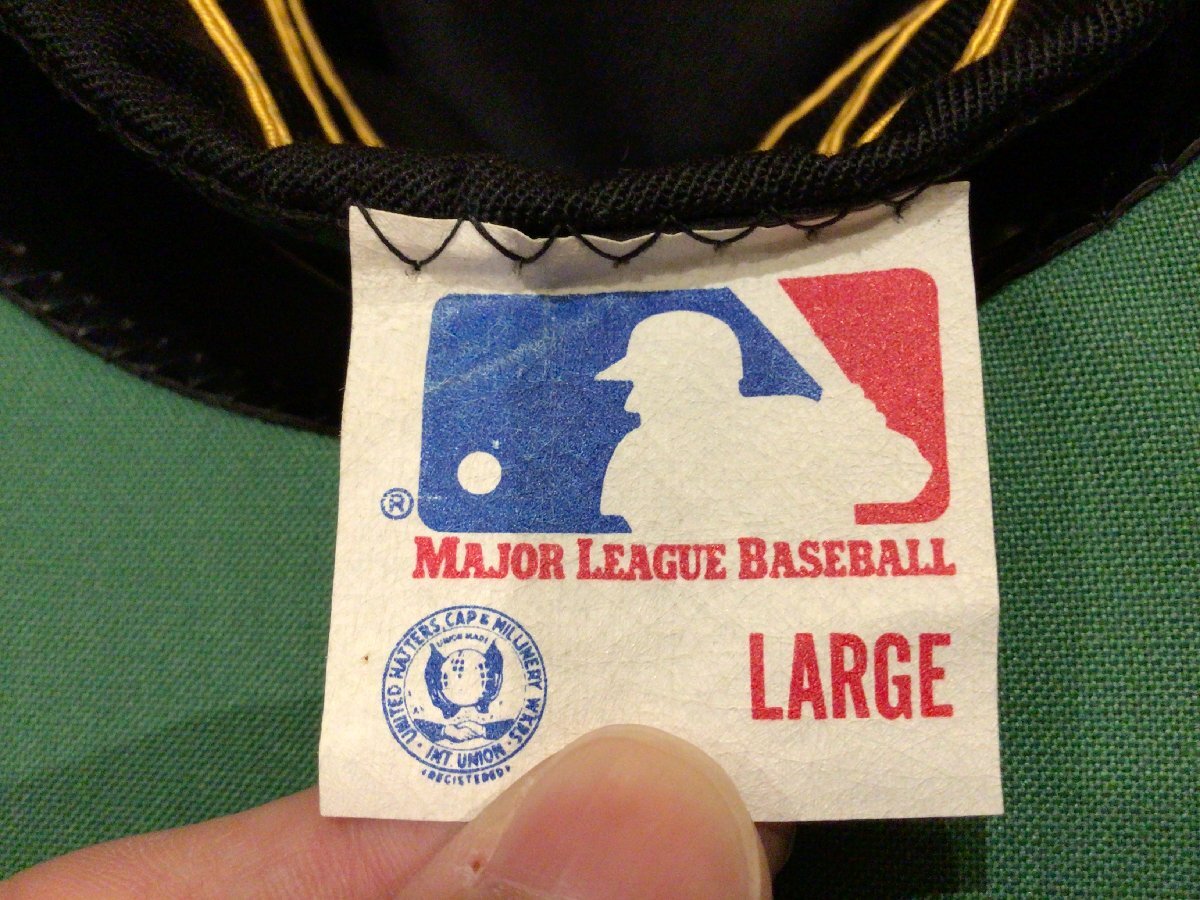 ®
MAJOR LEAGUE BASEBALL
UNITED HATTERS, CAP & MILLINERY WKRS
UNION MADE
· INT. UNION ·
(REGISTERED)
LARGE